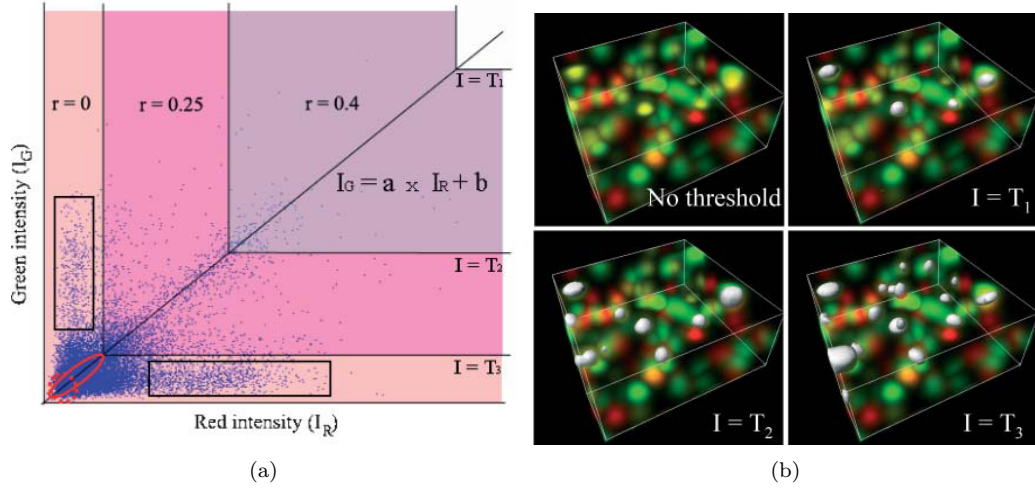 I = T₁
r = 0
r = 0.25
r = 0.4
Green intensity (I_G)
I_G = a x I_R + b
I = T₂
I = T₃
Red intensity (I_R)
(a)
No threshold
I = T₁
I = T₂
I = T₃
(b)